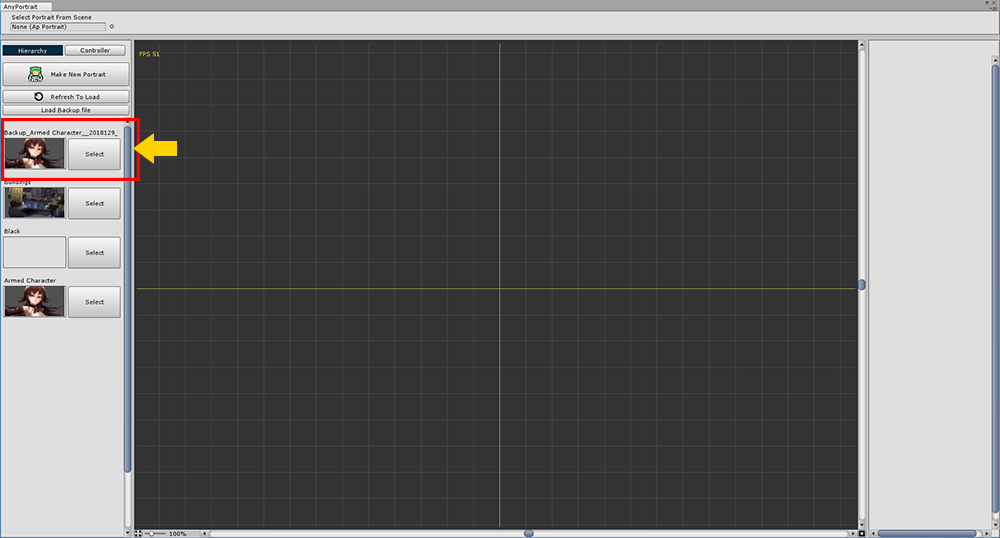 AnyPortrait
Select Portrait From Scene
None (Ap Portrait)
Hierarchy
Controller
Make New Portrait
Refresh To Load
Load Backup file
Backup_Armed Character__2018129_
Select
Buildings
Select
Black
Select
Armed Character
Select
FPS 51
100%